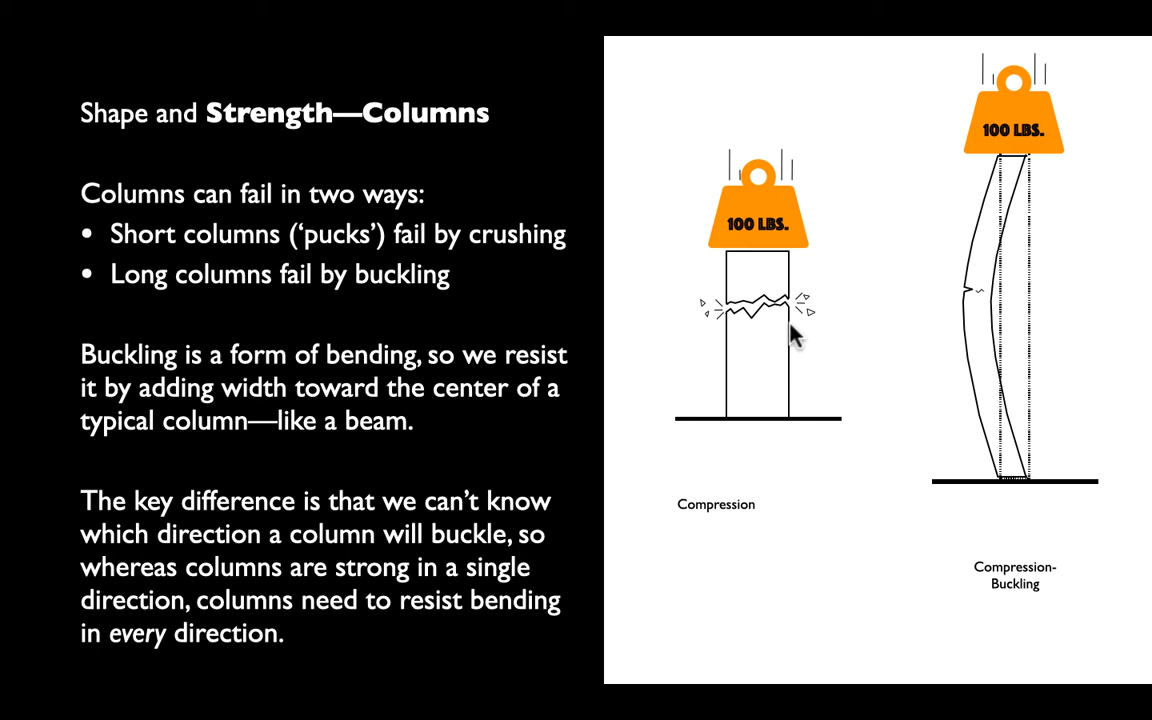 Shape and Strength—Columns
Columns can fail in two ways:
• Short columns (‘pucks’) fail by crushing
• Long columns fail by buckling
Buckling is a form of bending, so we resist
it by adding width toward the center of a
typical column—like a beam.
The key difference is that we can’t know
which direction a column will buckle, so
whereas columns are strong in a single
direction, columns need to resist bending
in every direction.
100 LBS.
Compression
100 LBS.
Compression-
Buckling